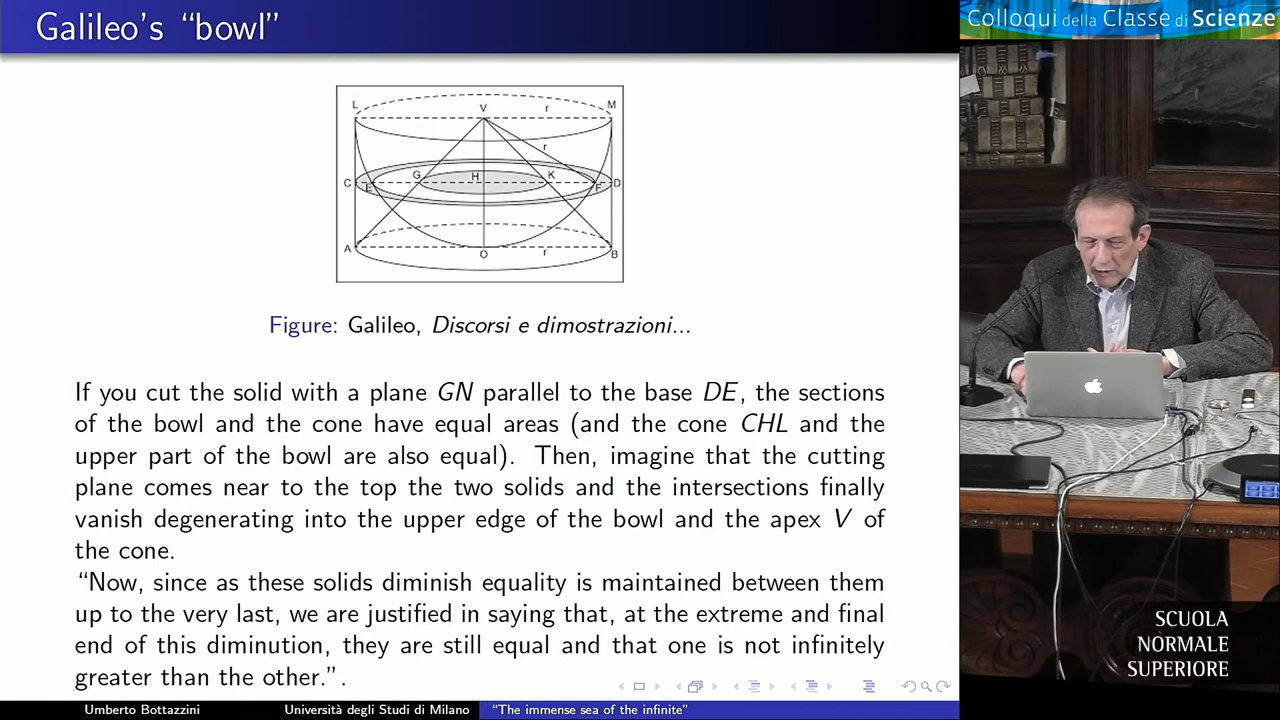 Galileo's “bowl”
Colloqui della Classe di Scienze
L V r M
r
C E G H K F D
A O r B
Figure: Galileo, Discorsi e dimostrazioni...
If you cut the solid with a plane GN parallel to the base DE, the sections
of the bowl and the cone have equal areas (and the cone CHL and the
upper part of the bowl are also equal). Then, imagine that the cutting
plane comes near to the top the two solids and the intersections finally
vanish degenerating into the upper edge of the bowl and the apex V of
the cone.
“Now, since as these solids diminish equality is maintained between them
up to the very last, we are justified in saying that, at the extreme and final
end of this diminution, they are still equal and that one is not infinitely
greater than the other.”.
SCUOLA
NORMALE
SUPERIORE
Umberto Bottazzini Università degli Studi di Milano “The immense sea of the infinite”